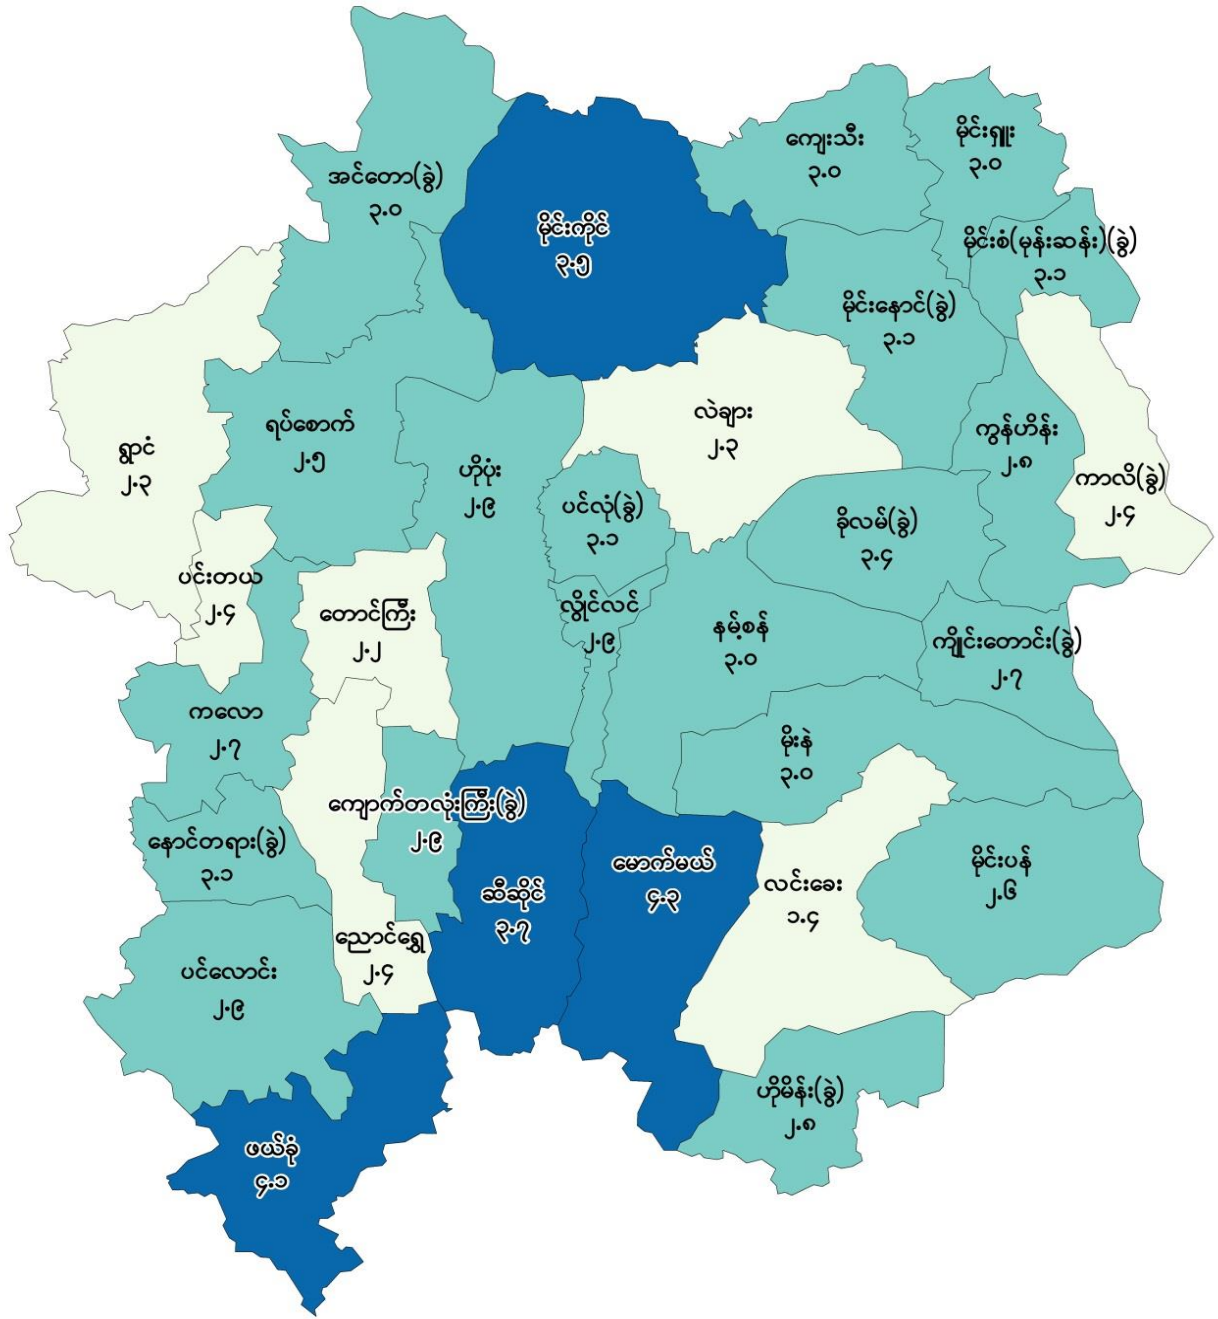 ကျေးသီး
၃.၀
မိုင်းရှူး
၃.၀
အင်တော(ခွဲ)
၃.၀
မိုင်းကိုင်
၃.၅
မိုင်းစံ(မုန်းဆန်း)(ခွဲ)
၃.၁
မိုင်းနောင်(ခွဲ)
၃.၁
ရွာငံ
၂.၃
ရပ်စောက်
၂.၅
လဲချား
၂.၃
ကွန်ဟိန်း
၂.၈
ဟိုပုံး
၂.၉
ကာလိ(ခွဲ)
၂.၄
ပင်လုံ(ခွဲ)
၃.၁
ခိုလမ်(ခွဲ)
၃.၄
ပင်းတယ
၂.၄
တောင်ကြီး
၂.၂
လွိုင်လင်
၂.၉
နမ့်စန်
၃.၀
ကျိုင်းတောင်း(ခွဲ)
၂.၇
ကလော
၂.၇
မိုးနဲ
၃.၀
ကျောက်တလုံးကြီး(ခွဲ)
၂.၉
နောင်တရား(ခွဲ)
၃.၁
ဆီဆိုင်
၃.၇
မောက်မယ်
၄.၃
လင်းခေး
၁.၄
မိုင်းပန်
၂.၆
ညောင်ရွှေ
၂.၄
ပင်လောင်း
၂.၉
ဟိုမိန်း(ခွဲ)
၂.၈
ဖယ်ခုံ
၄.၁